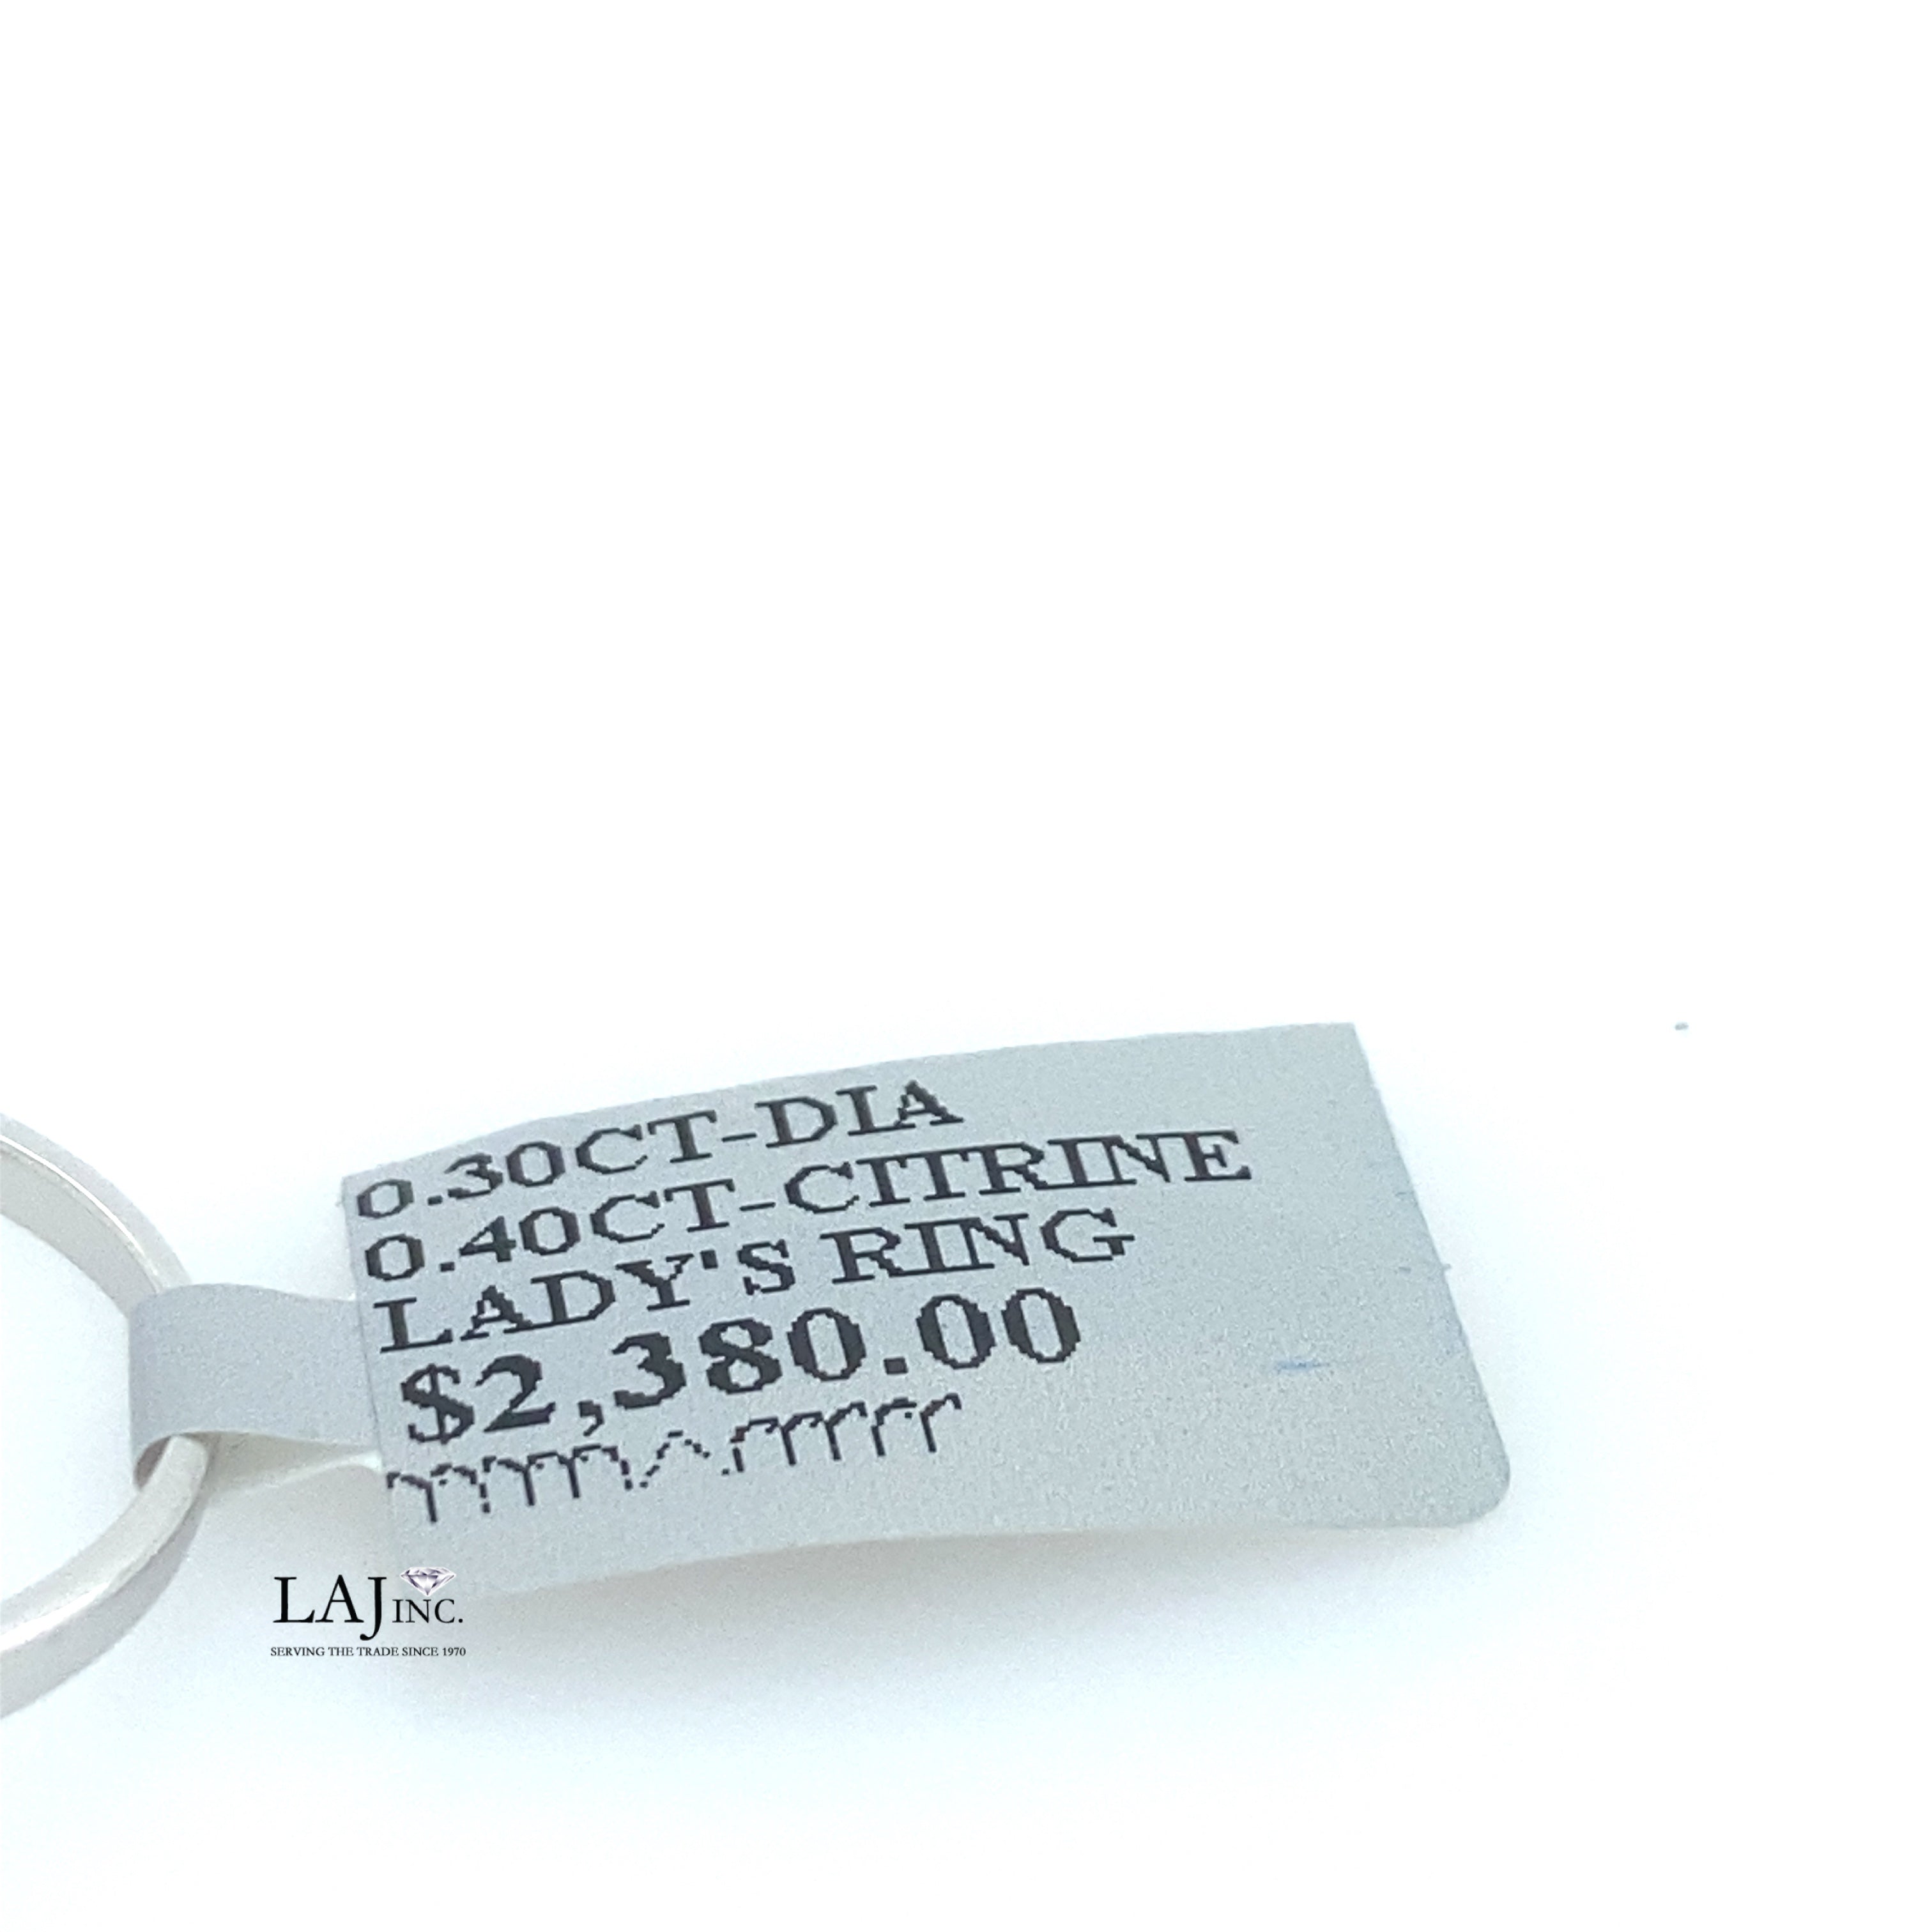 0.30CT-DIA
0.40CT-CITRINE
LADY'S RING
$2,380.00
LAJ INC.
SERVING THE TRADE SINCE 1970